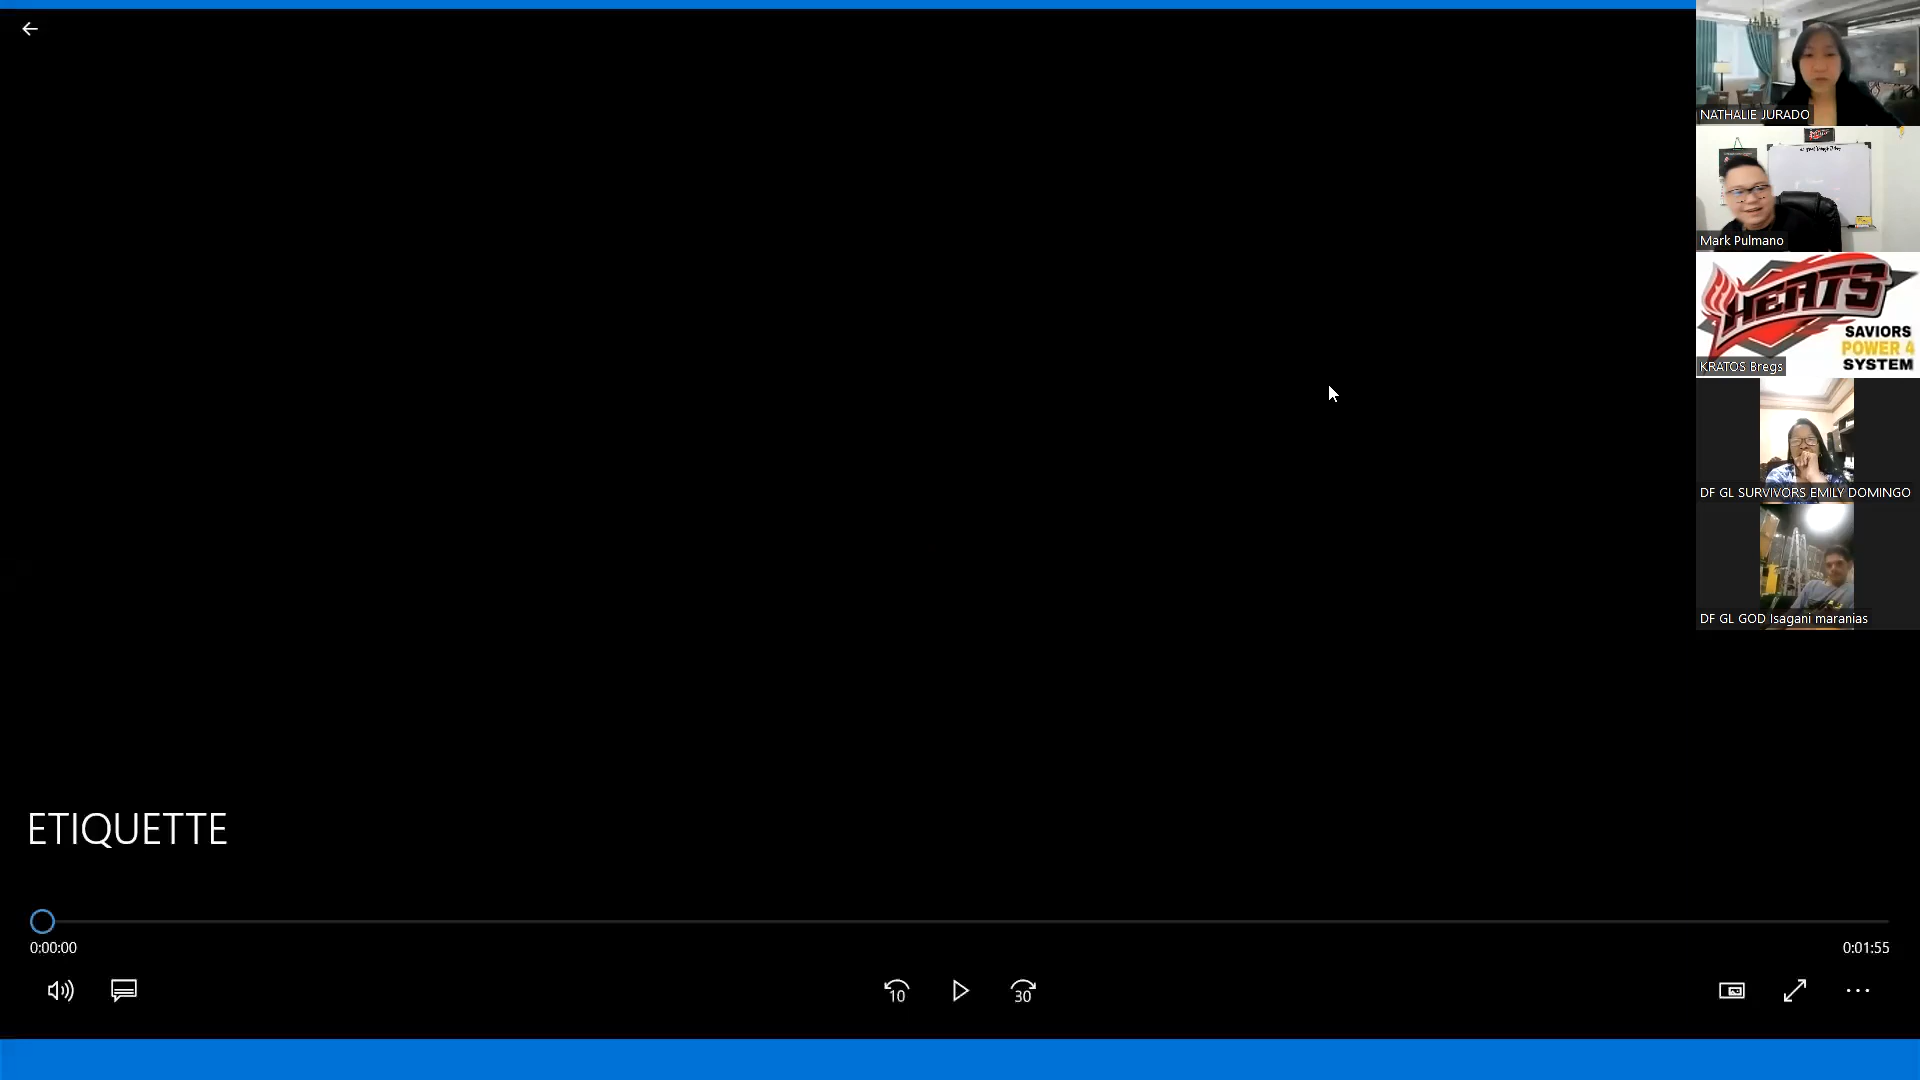 NATHALIE JURADO
Mark Pulmano
HEATS
SAVIORS
POWER 4
SYSTEM
KRATOS Bregs
DF GL SURVIVORS EMILY DOMINGO
DF GL GOD Isagani maranias
ETIQUETTE
0:00:00
0:01:55
10
30